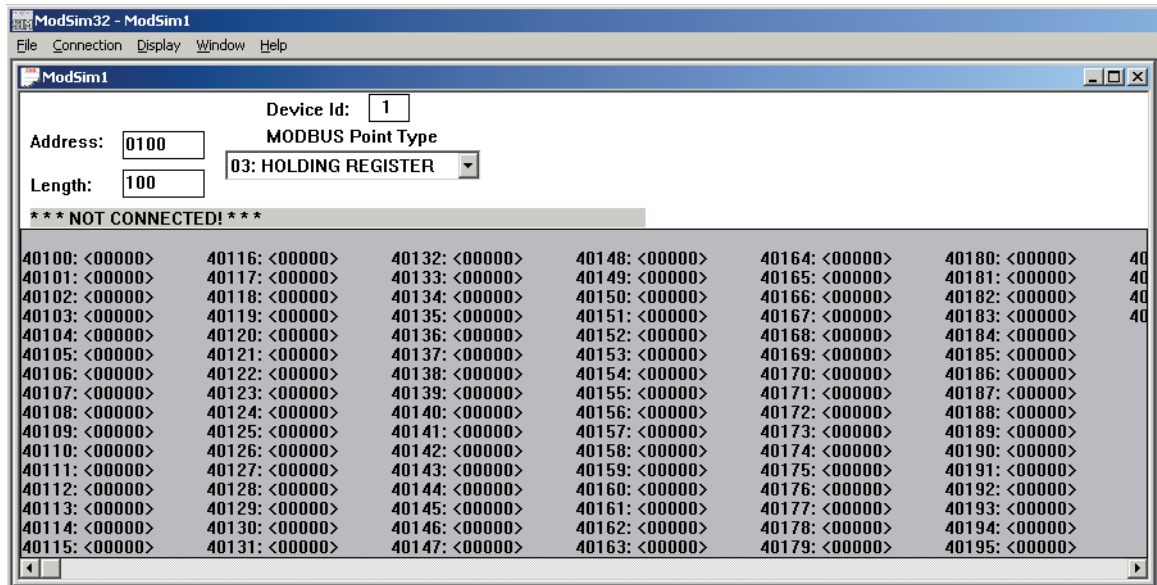 ModSim32 - ModSim1
File Connection Display Window Help
ModSim1
Device Id: 1
Address: 0100
MODBUS Point Type
03: HOLDING REGISTER
Length: 100
* * * NOT CONNECTED! * * *
40100: <00000> 40116: <00000> 40132: <00000> 40148: <00000> 40164: <00000> 40180: <00000> 40
40101: <00000> 40117: <00000> 40133: <00000> 40149: <00000> 40165: <00000> 40181: <00000> 40
40102: <00000> 40118: <00000> 40134: <00000> 40150: <00000> 40166: <00000> 40182: <00000> 40
40103: <00000> 40119: <00000> 40135: <00000> 40151: <00000> 40167: <00000> 40183: <00000> 40
40104: <00000> 40120: <00000> 40136: <00000> 40152: <00000> 40168: <00000> 40184: <00000>
40105: <00000> 40121: <00000> 40137: <00000> 40153: <00000> 40169: <00000> 40185: <00000>
40106: <00000> 40122: <00000> 40138: <00000> 40154: <00000> 40170: <00000> 40186: <00000>
40107: <00000> 40123: <00000> 40139: <00000> 40155: <00000> 40171: <00000> 40187: <00000>
40108: <00000> 40124: <00000> 40140: <00000> 40156: <00000> 40172: <00000> 40188: <00000>
40109: <00000> 40125: <00000> 40141: <00000> 40157: <00000> 40173: <00000> 40189: <00000>
40110: <00000> 40126: <00000> 40142: <00000> 40158: <00000> 40174: <00000> 40190: <00000>
40111: <00000> 40127: <00000> 40143: <00000> 40159: <00000> 40175: <00000> 40191: <00000>
40112: <00000> 40128: <00000> 40144: <00000> 40160: <00000> 40176: <00000> 40192: <00000>
40113: <00000> 40129: <00000> 40145: <00000> 40161: <00000> 40177: <00000> 40193: <00000>
40114: <00000> 40130: <00000> 40146: <00000> 40162: <00000> 40178: <00000> 40194: <00000>
40115: <00000> 40131: <00000> 40147: <00000> 40163: <00000> 40179: <00000> 40195: <00000>